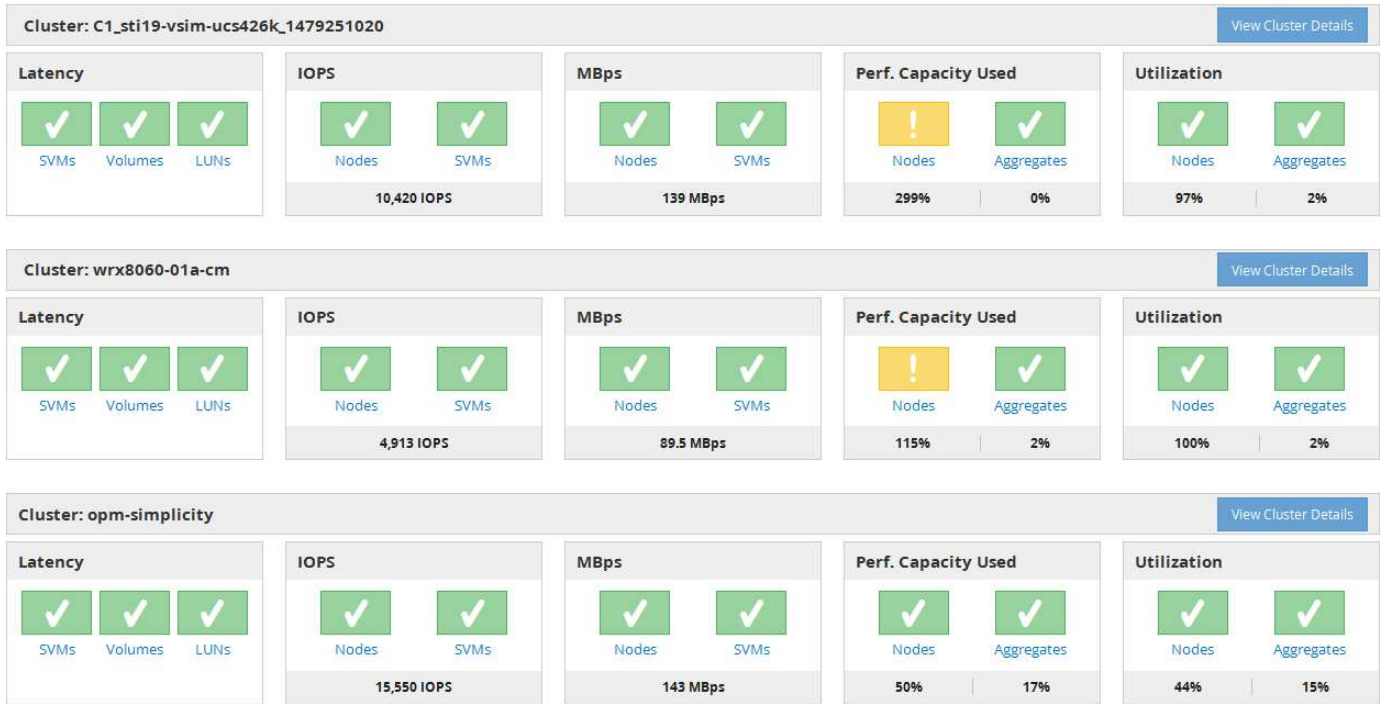 Cluster: C1_sti19-vsim-ucs426k_1479251020 View Cluster Details
Latency IOPS MBps Perf. Capacity Used Utilization
! 
SVMs Volumes LUNs Nodes SVMs Nodes SVMs Nodes Aggregates Nodes Aggregates
10,420 IOPS 139 MBps 299% 0% 97% 2%
Cluster: wrx8060-01a-cm View Cluster Details
Latency IOPS MBps Perf. Capacity Used Utilization
!
SVMs Volumes LUNs Nodes SVMs Nodes SVMs Nodes Aggregates Nodes Aggregates
4,913 IOPS 89.5 MBps 115% 2% 100% 2%
Cluster: opm-simplicity View Cluster Details
Latency IOPS MBps Perf. Capacity Used Utilization
SVMs Volumes LUNs Nodes SVMs Nodes SVMs Nodes Aggregates Nodes Aggregates
15,550 IOPS 143 MBps 50% 17% 44% 15%